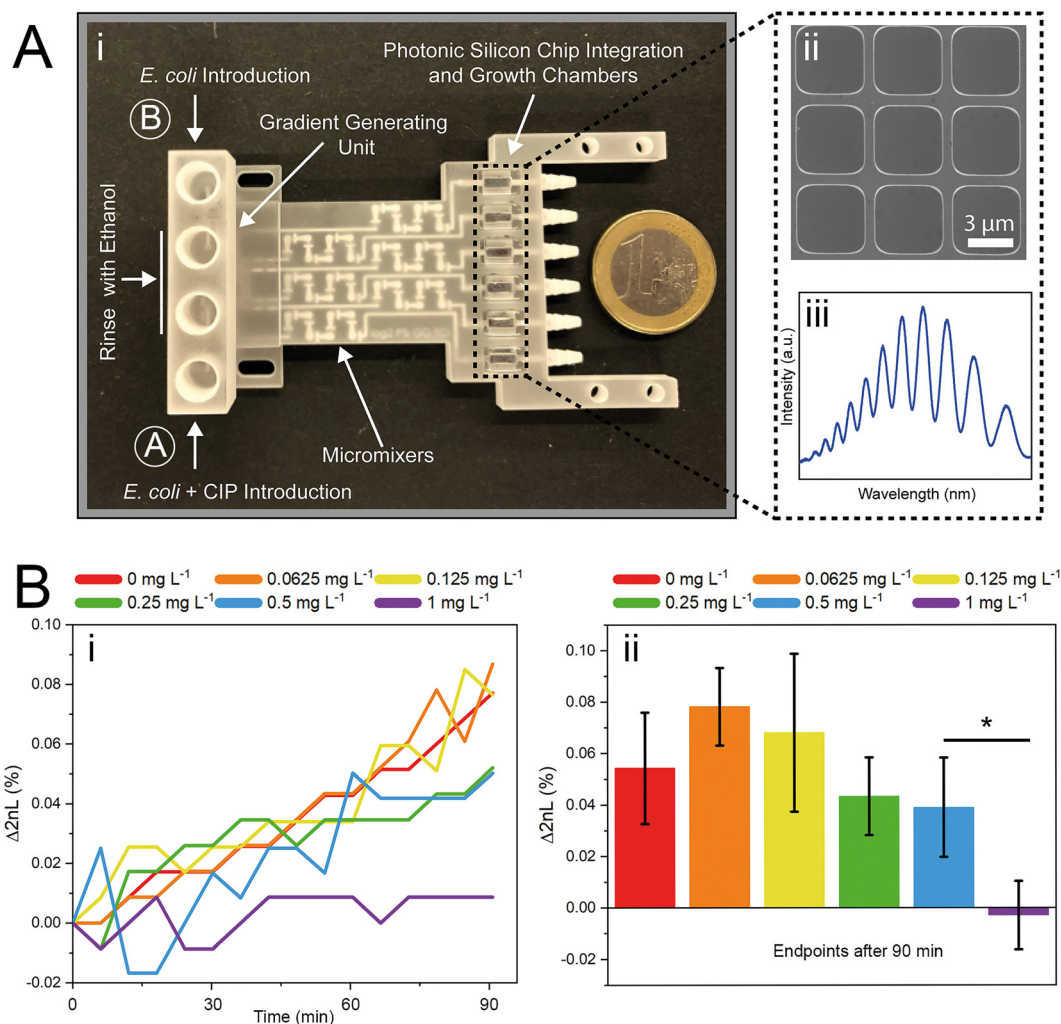 A
i
E. coli Introduction
B
Gradient Generating
Unit
Photonic Silicon Chip Integration
and Growth Chambers
Rinse with Ethanol
A
E. coli + CIP Introduction
Micromixers
ii
3 µm
iii
Intensity (a.u.)
Wavelength (nm)
B
0 mg L⁻¹ 0.0625 mg L⁻¹ 0.125 mg L⁻¹
0.25 mg L⁻¹ 0.5 mg L⁻¹ 1 mg L⁻¹
i
Δ2nL (%)
0.10
0.08
0.06
0.04
0.02
0.00
-0.02
0 30 60 90
Time (min)
0 mg L⁻¹ 0.0625 mg L⁻¹ 0.125 mg L⁻¹
0.25 mg L⁻¹ 0.5 mg L⁻¹ 1 mg L⁻¹
ii
Δ2nL (%)
0.10
0.08
0.06
0.04
0.02
0.00
-0.02
*
Endpoints after 90 min